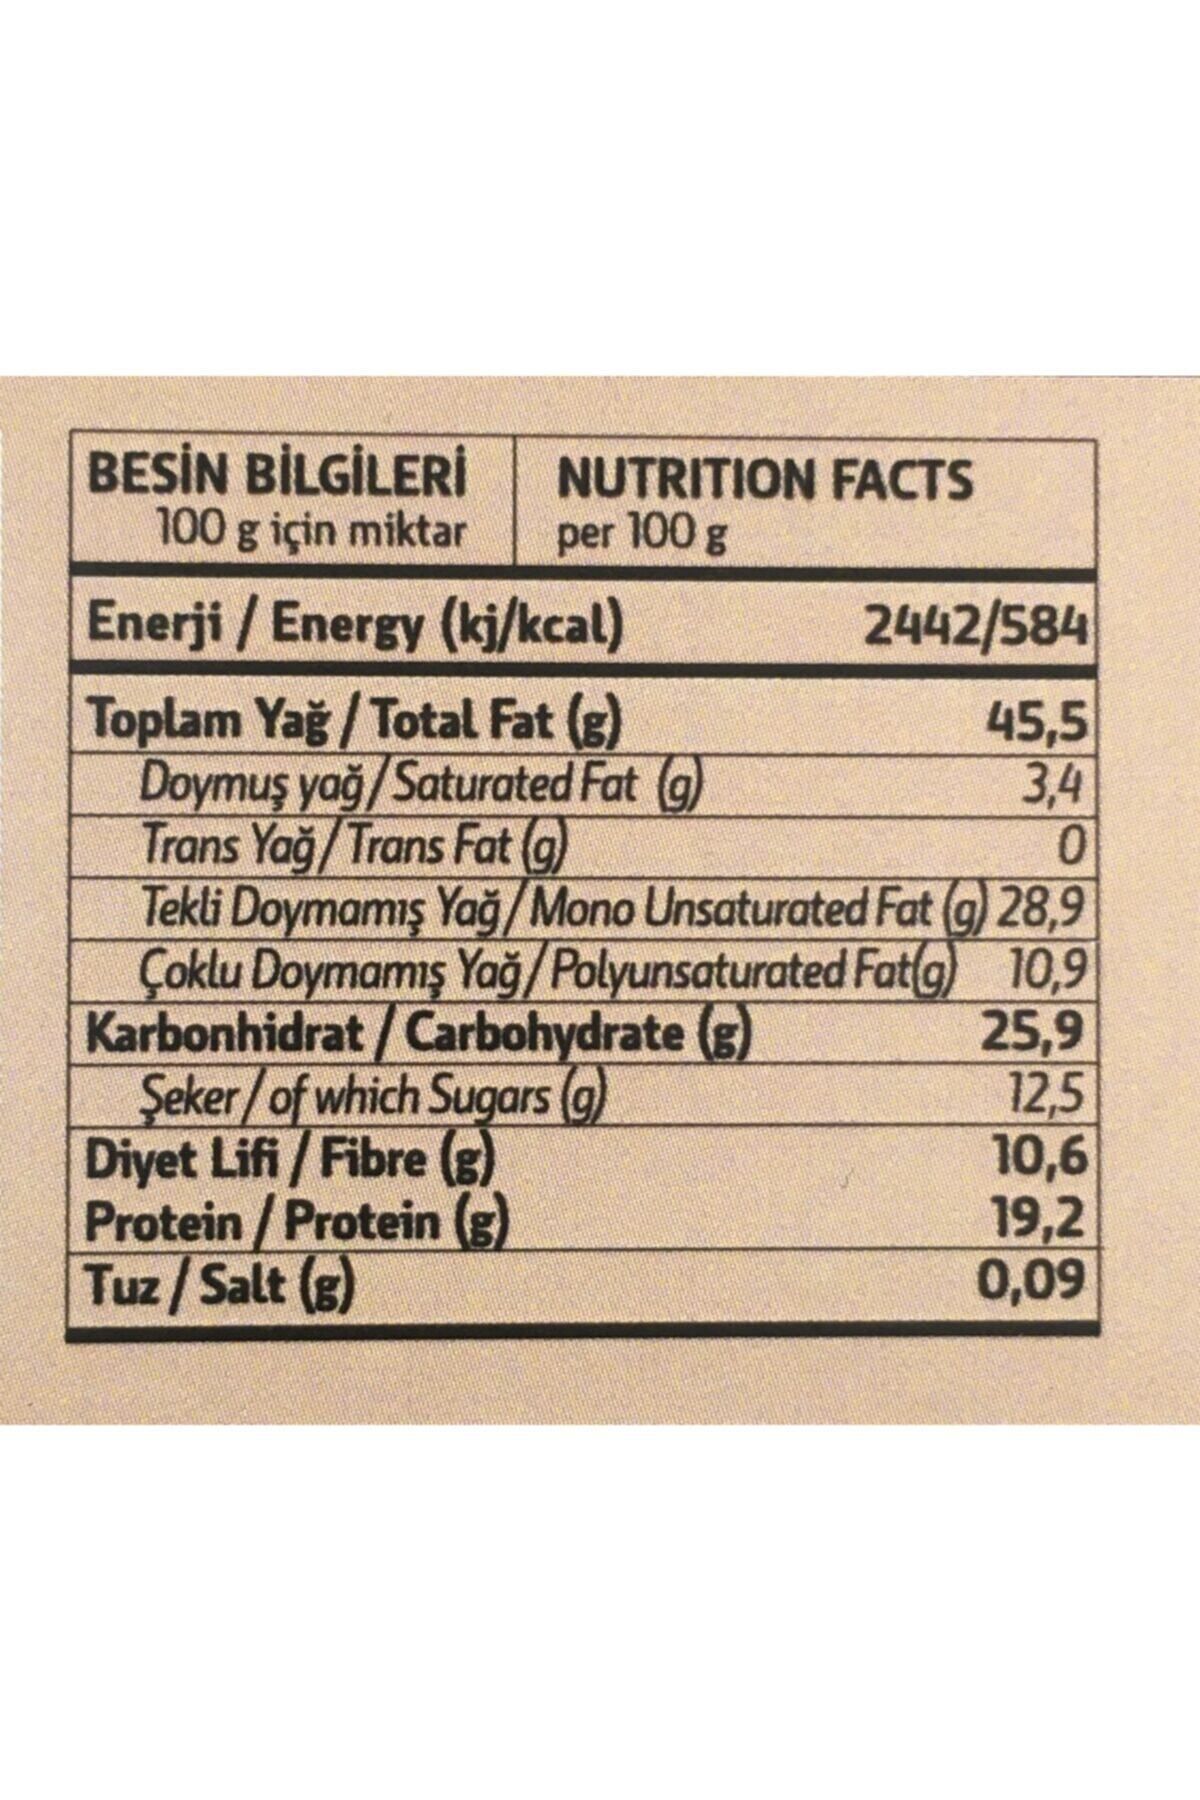 BESİN BİLGİLERİ NUTRITION FACTS
100 g için miktar per 100 g
Enerji / Energy (kj/kcal) 2442/584
Toplam Yağ / Total Fat (g) 45,5
Doymuş yağ/Saturated Fat (g) 3,4
Trans Yağ/Trans Fat (g) 0
Tekli Doymamış Yağ/Mono Unsaturated Fat (g) 28,9
Çoklu Doymamış Yağ/Polyunsaturated Fat(g) 10,9
Karbonhidrat / Carbohydrate (g) 25,9
Şeker/of which Sugars (g) 12,5
Diyet Lifi / Fibre (g) 10,6
Protein / Protein (g) 19,2
Tuz / Salt (g) 0,09